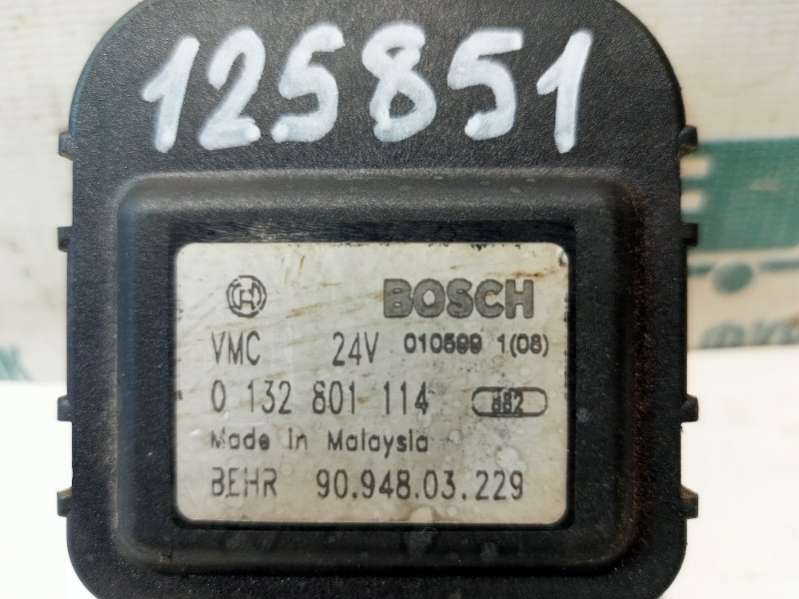 125851
BOSCH
VMC 24V 010599 1(08)
0 132 801 114 882
Made in Malaysia
BEHR 90.948.03.229